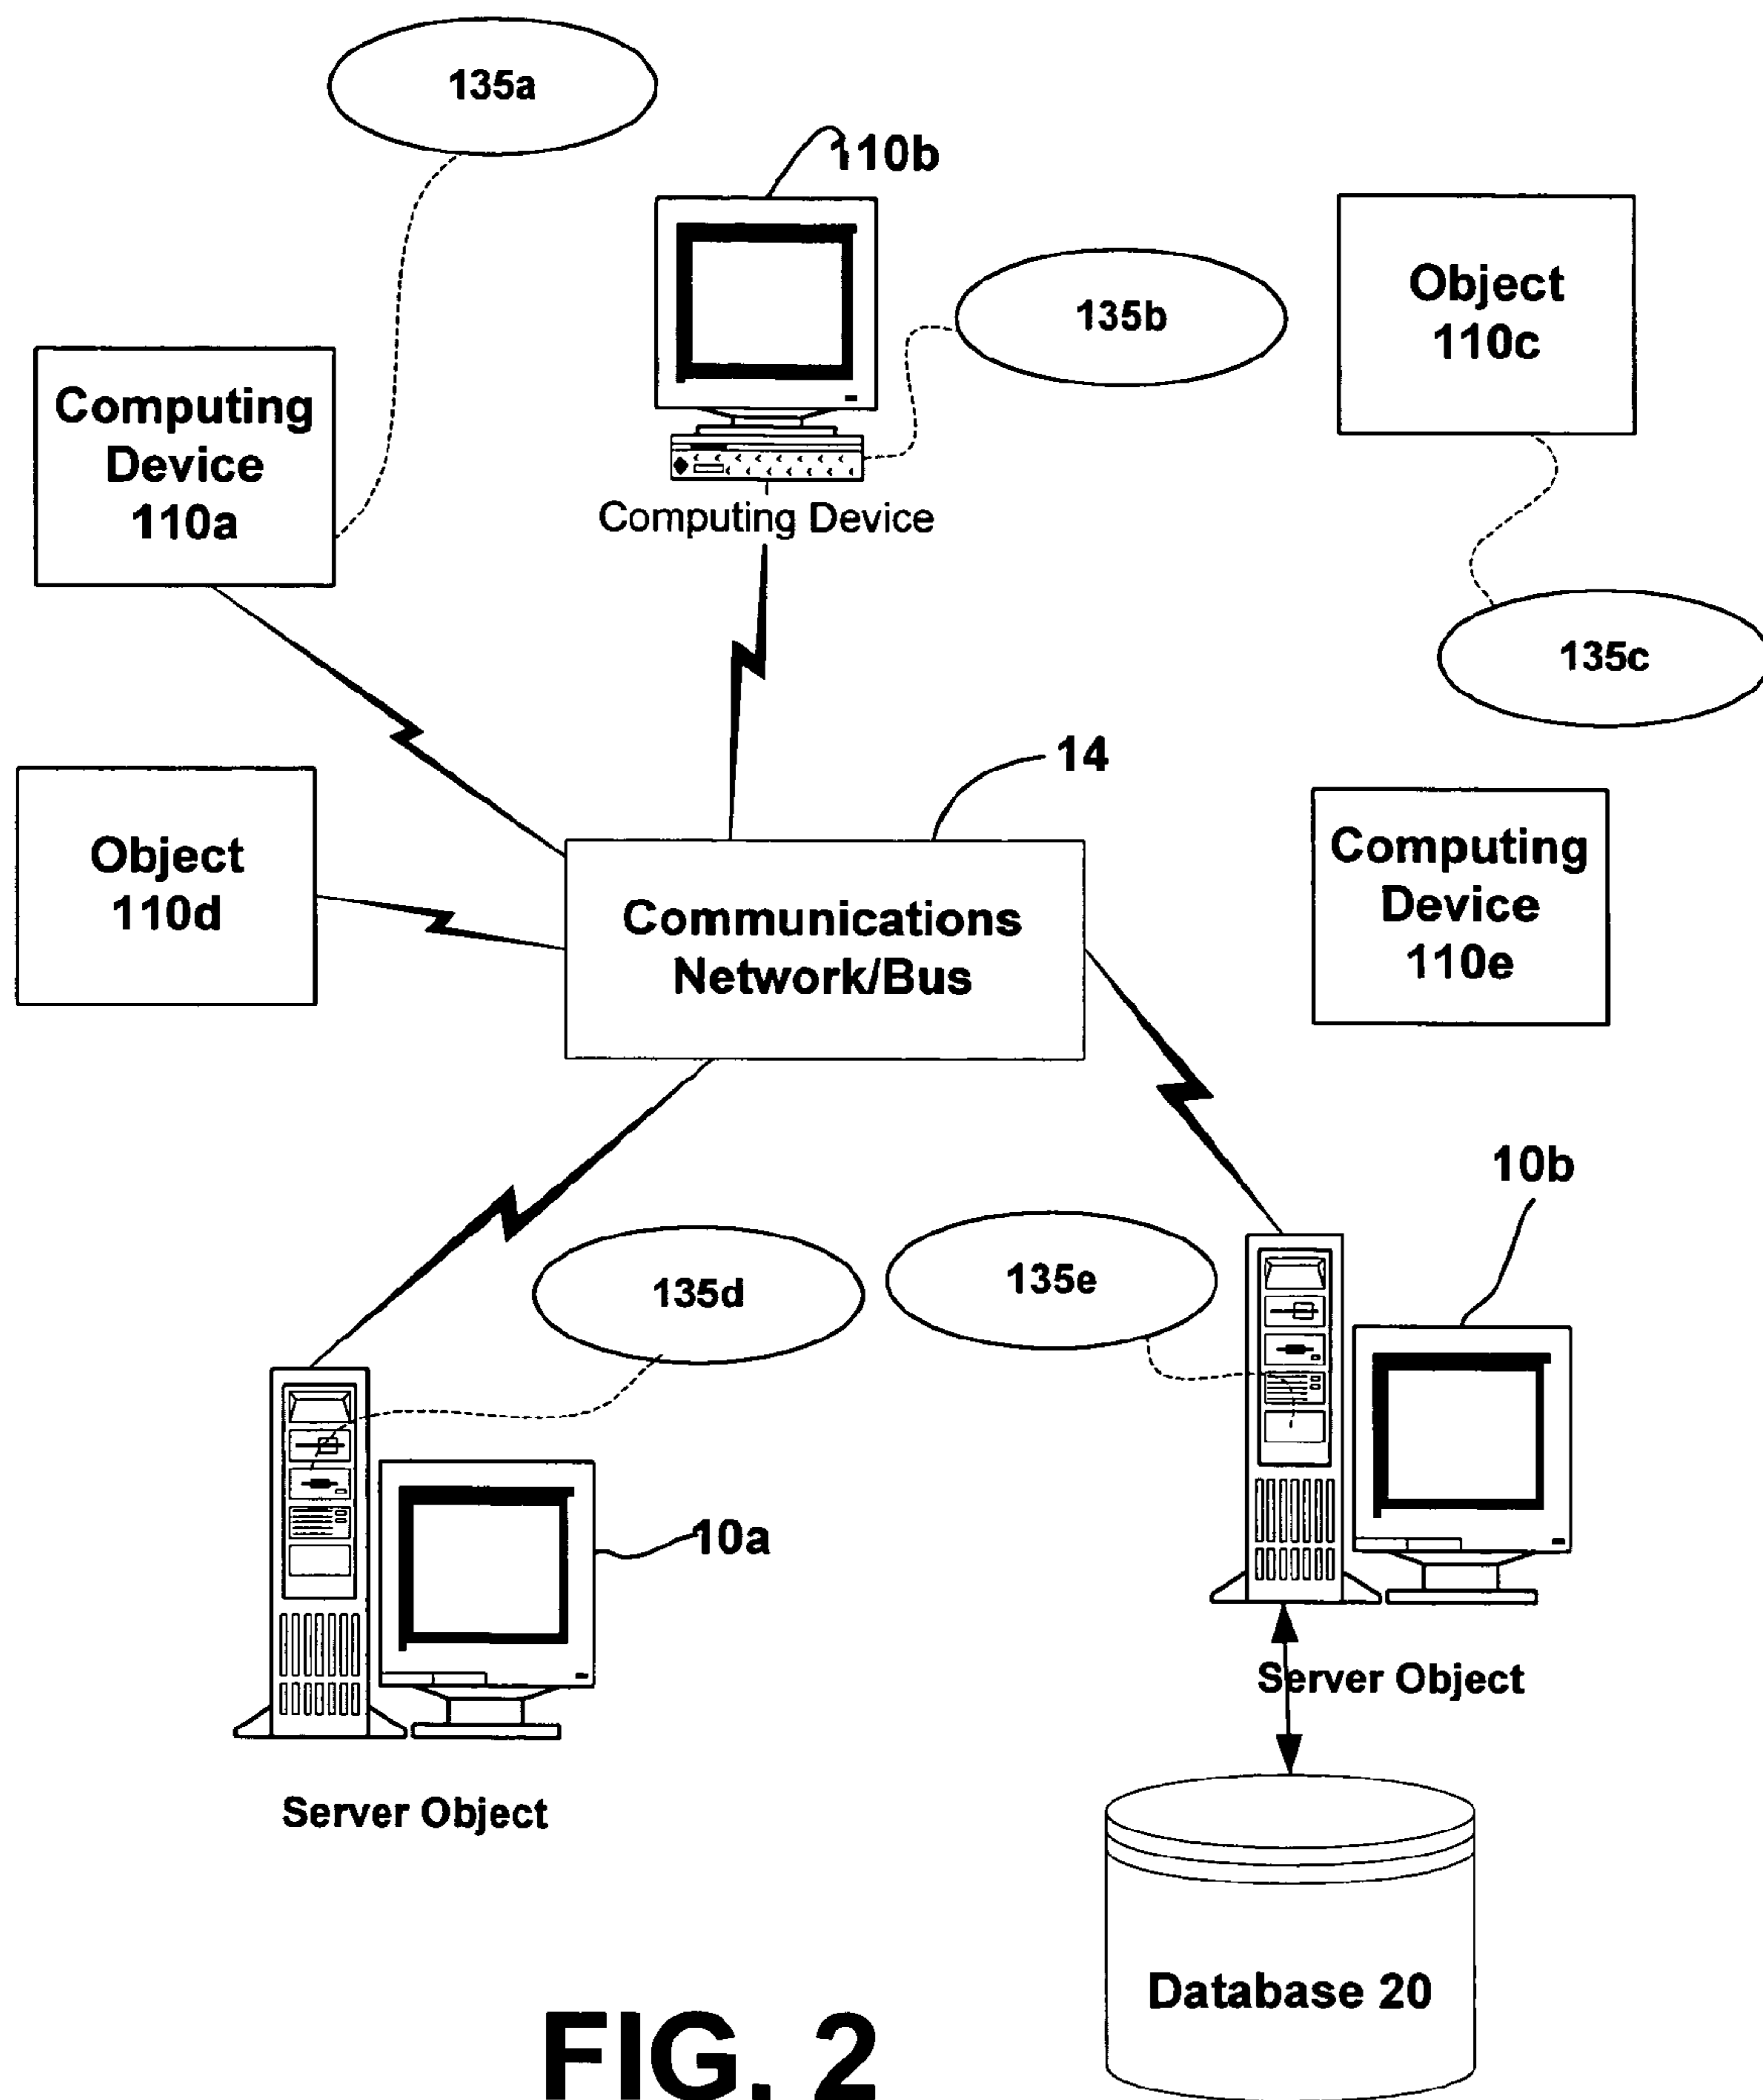 135a
110b
135b
Object
110c
Computing
Device
110a
Computing Device
135c
14
Object
110d
Communications
Network/Bus
Computing
Device
110e
10b
135d
135e
10a
Server Object
Server Object
Database 20
FIG. 2